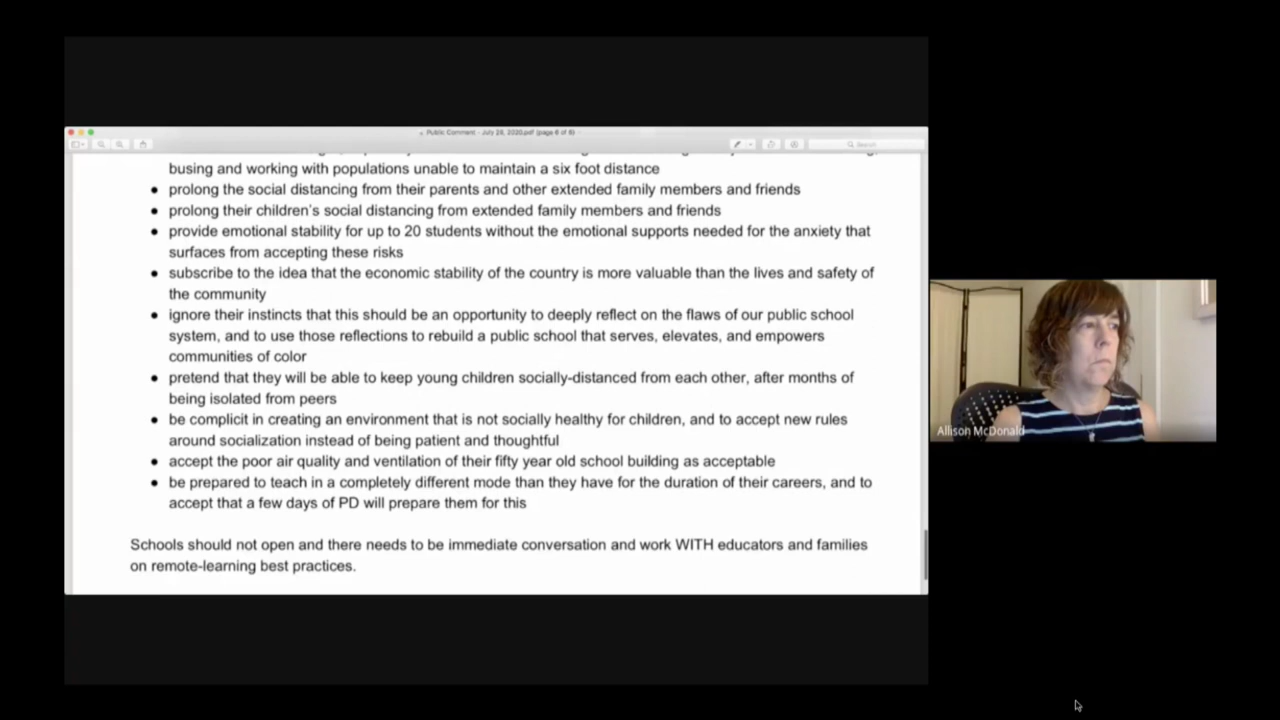 Public Comment - July 28, 2020.pdf (page 6 of 6)
Search
busing and working with populations unable to maintain a six foot distance
● prolong the social distancing from their parents and other extended family members and friends
● prolong their children's social distancing from extended family members and friends
● provide emotional stability for up to 20 students without the emotional supports needed for the anxiety that
surfaces from accepting these risks
● subscribe to the idea that the economic stability of the country is more valuable than the lives and safety of
the community
● ignore their instincts that this should be an opportunity to deeply reflect on the flaws of our public school
system, and to use those reflections to rebuild a public school that serves, elevates, and empowers
communities of color
● pretend that they will be able to keep young children socially-distanced from each other, after months of
being isolated from peers
● be complicit in creating an environment that is not socially healthy for children, and to accept new rules
around socialization instead of being patient and thoughtful
● accept the poor air quality and ventilation of their fifty year old school building as acceptable
● be prepared to teach in a completely different mode than they have for the duration of their careers, and to
accept that a few days of PD will prepare them for this
Schools should not open and there needs to be immediate conversation and work WITH educators and families
on remote-learning best practices.
Allison McDonald